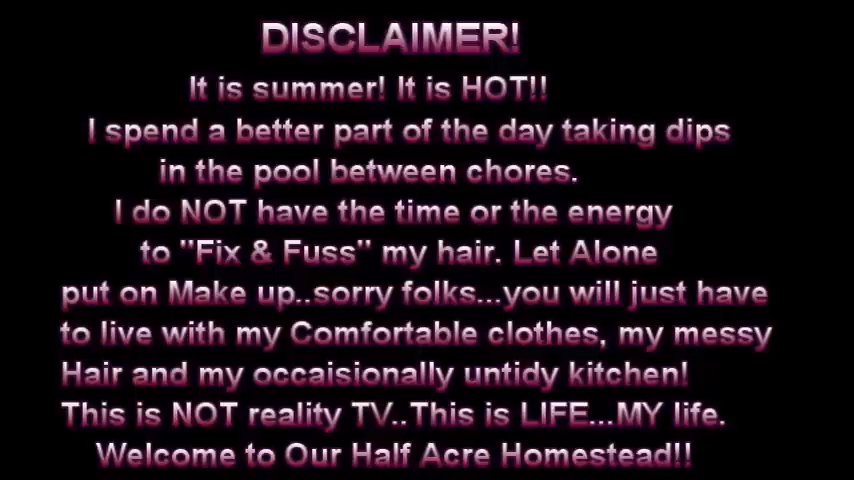 DISCLAIMER!
It is summer! It is HOT!!
I spend a better part of the day taking dips
in the pool between chores.
I do NOT have the time or the energy
to "Fix & Fuss" my hair. Let Alone
put on Make up..sorry folks...you will just have
to live with my Comfortable clothes, my messy
Hair and my occaisionally untidy kitchen!
This is NOT reality TV..This is LIFE...MY life.
Welcome to Our Half Acre Homestead!!